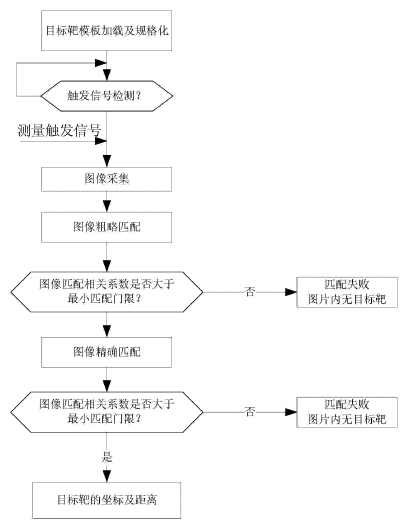 目标靶模板加载及规格化
触发信号检测?
测量触发信号
图像采集
图像粗略匹配
图像匹配相关系数是否大于
最小匹配门限?
否
匹配失败
图片内无目标靶
图像精确匹配
图像匹配相关系数是否大于
最小匹配门限?
否
匹配失败
图片内无目标靶
是
目标靶的坐标及距离